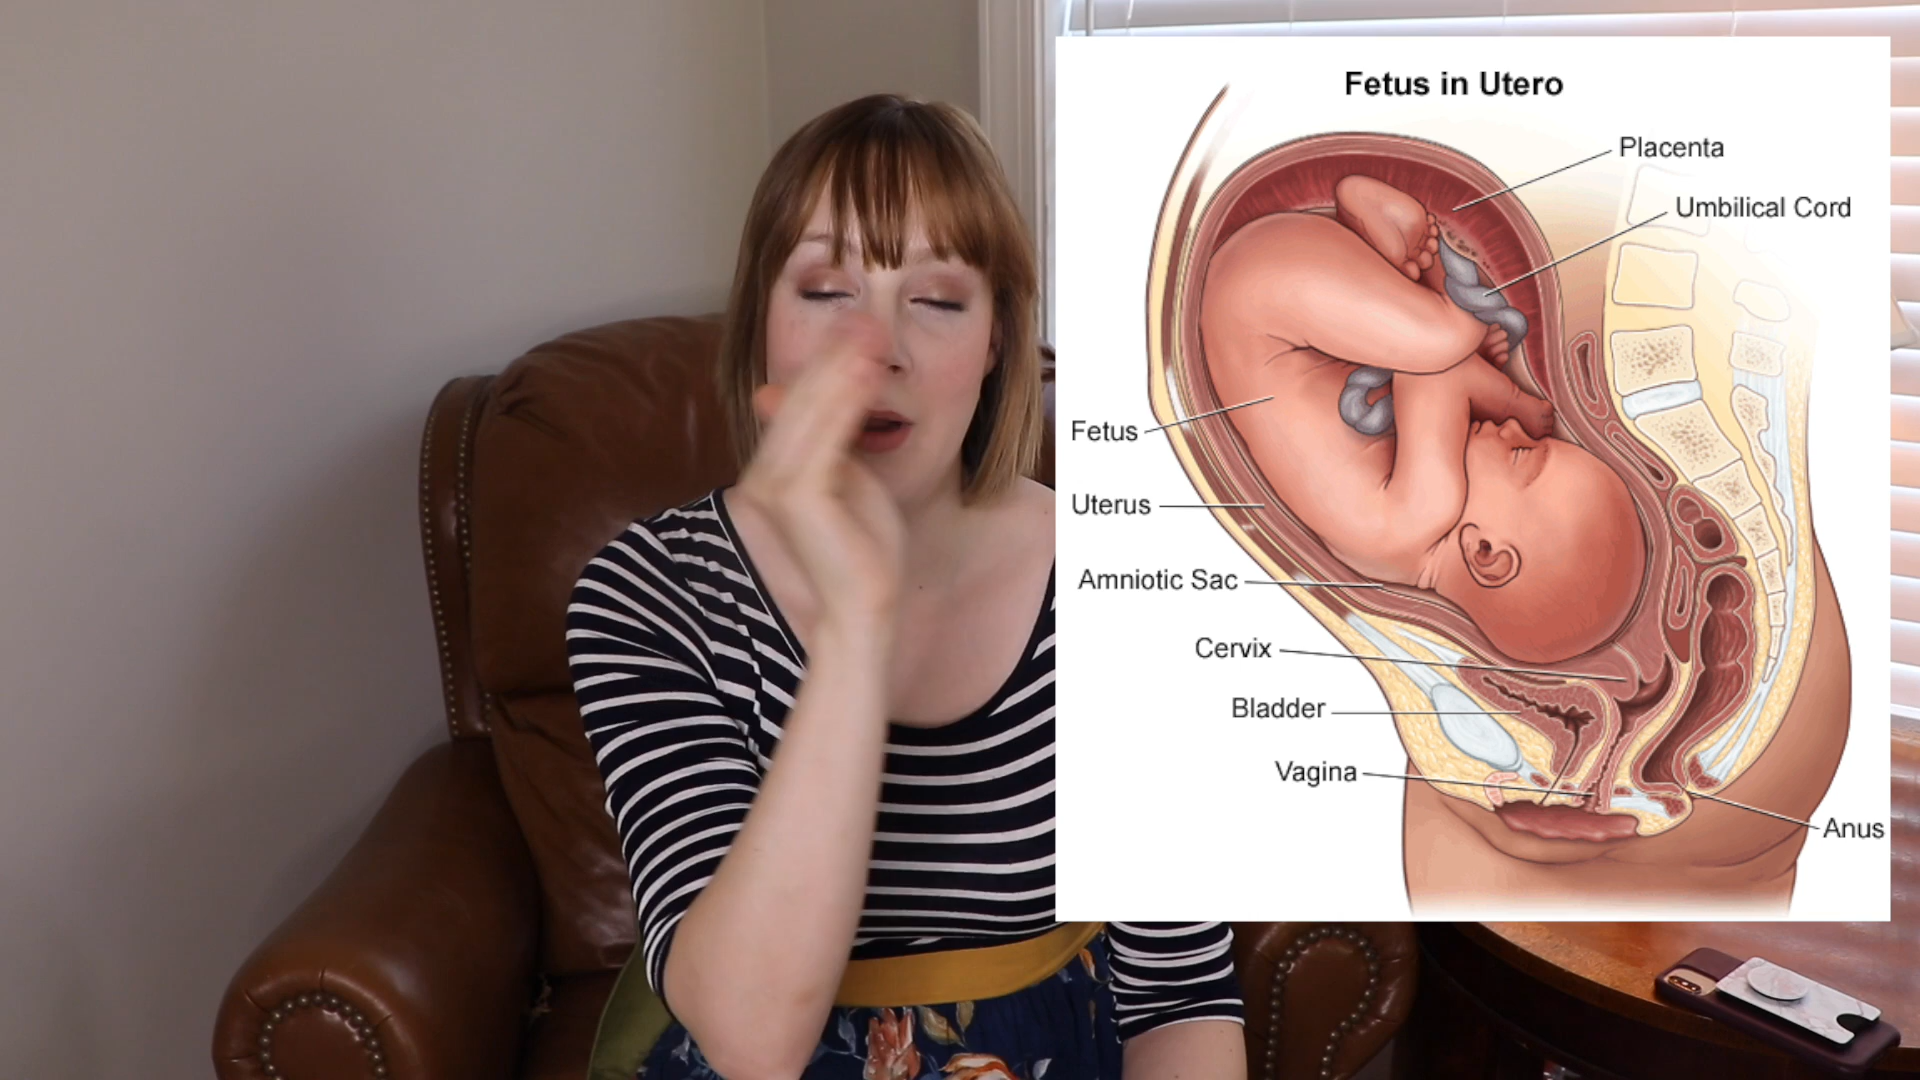 Fetus in Utero
Placenta
Umbilical Cord
Fetus
Uterus
Amniotic Sac
Cervix
Bladder
Vagina
Anus